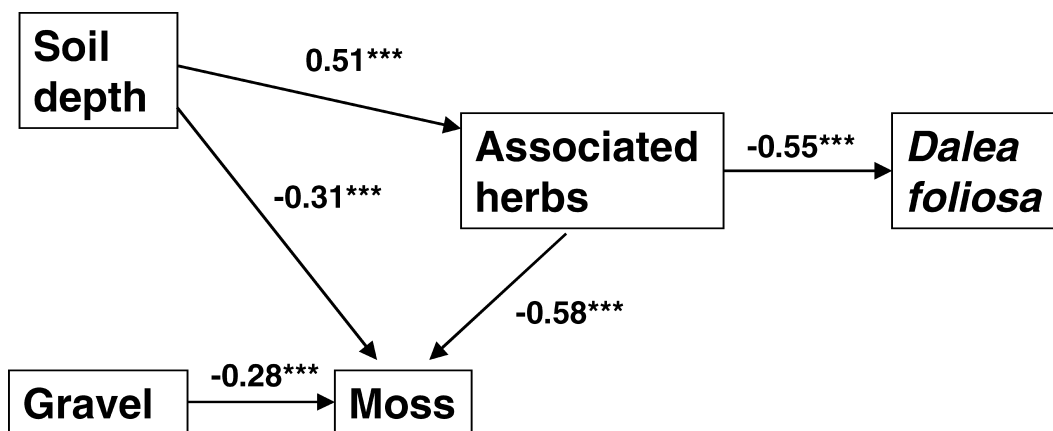 Soil
depth
0.51***
Associated
herbs
-0.55***
Dalea
foliosa
-0.31***
-0.58***
Gravel
-0.28***
Moss